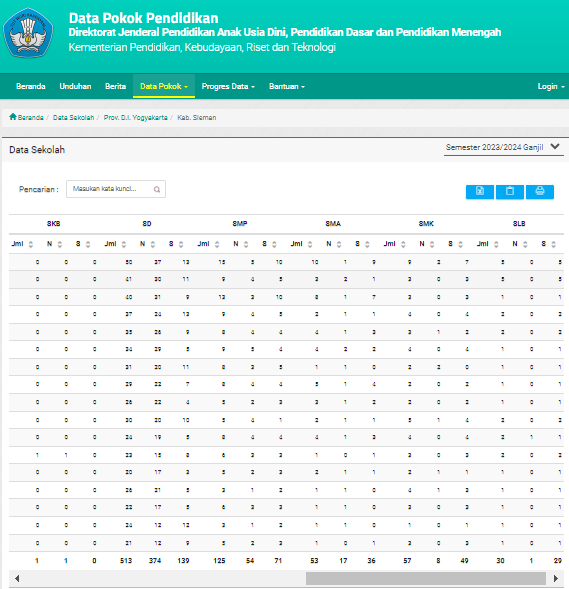 Data Pokok Pendidikan
Direktorat Jenderal Pendidikan Anak Usia Dini, Pendidikan Dasar dan Pendidikan Menengah
Kementerian Pendidikan, Kebudayaan, Riset dan Teknologi
Beranda Unduhan Berita Data Pokok Progres Data Bantuan Login
Beranda / Data Sekolah / Prov. D.I. Yogyakarta / Kab. Sleman
Data Sekolah Semester 2023/2024 Ganjil
Pencarian : Masukan kata kunci...
SKB SD SMP SMA SMK SLB
Jml N S Jml N S Jml N S Jml N S Jml N S Jml N S
0 0 0 50 37 13 15 5 10 10 1 9 9 2 7 5 0 5
0 0 0 41 30 11 9 4 5 3 2 1 3 0 3 5 0 5
0 0 0 40 31 9 13 3 10 8 1 7 3 0 3 1 0 1
0 0 0 37 24 13 9 4 5 2 1 1 4 0 4 2 0 2
0 0 0 35 26 9 8 4 4 4 1 3 3 1 2 2 0 2
0 0 0 34 29 5 9 5 4 4 2 2 4 0 4 1 0 1
0 0 0 31 20 11 8 3 5 1 1 0 2 2 0 1 0 1
0 0 0 29 22 7 8 4 4 5 1 4 2 0 2 1 0 1
0 0 0 26 22 4 5 2 3 3 1 2 2 0 2 1 0 1
0 0 0 30 20 10 5 4 1 2 1 1 5 1 4 2 0 2
0 0 0 24 19 5 8 4 4 4 1 3 4 0 4 2 1 1
1 1 0 23 15 8 6 3 3 1 0 1 3 0 3 2 0 2
0 0 0 20 17 3 5 2 3 2 1 1 2 1 1 1 0 1
0 0 0 26 21 5 3 1 2 1 1 0 4 1 3 1 0 1
0 0 0 22 17 5 6 3 3 1 1 0 3 0 3 1 0 1
0 0 0 24 12 12 3 1 2 1 1 0 1 0 1 1 0 1
0 0 0 21 12 9 5 2 3 1 0 1 3 0 3 1 0 1
1 1 0 513 374 139 125 54 71 53 17 36 57 8 49 30 1 29